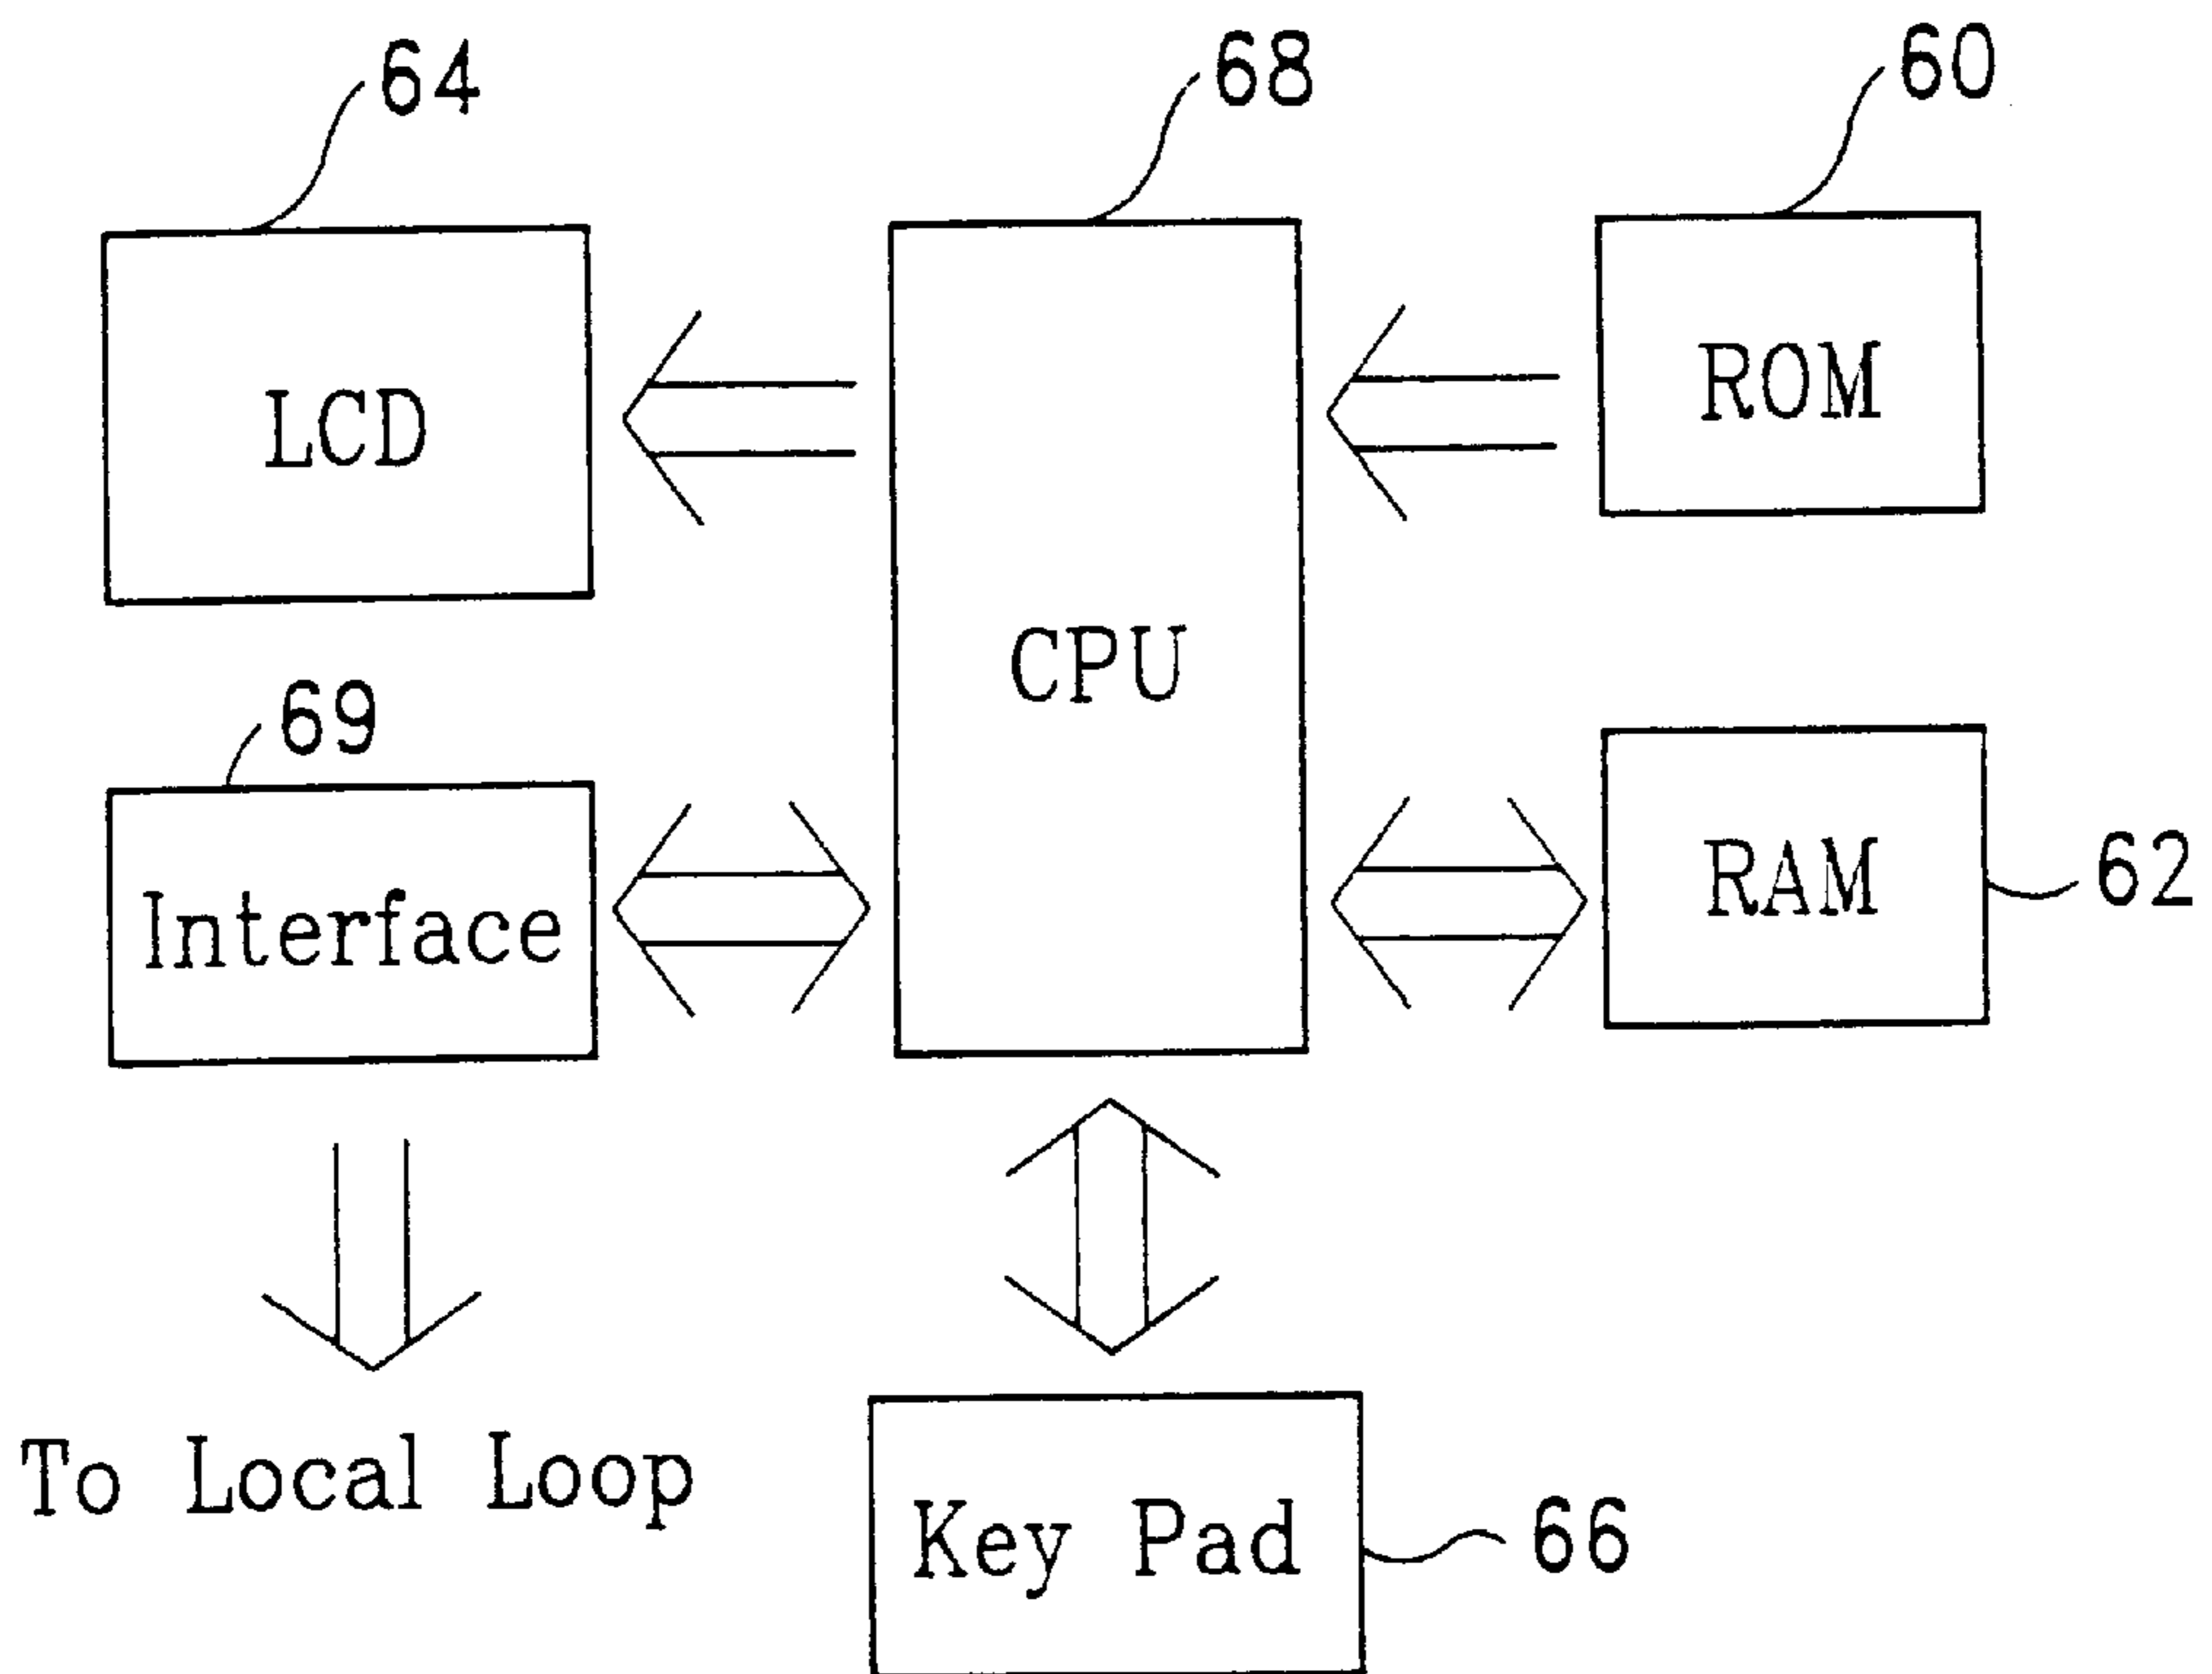 64
68
60
LCD
ROM
CPU
69
Interface
RAM
62
To Local Loop
Key Pad
66